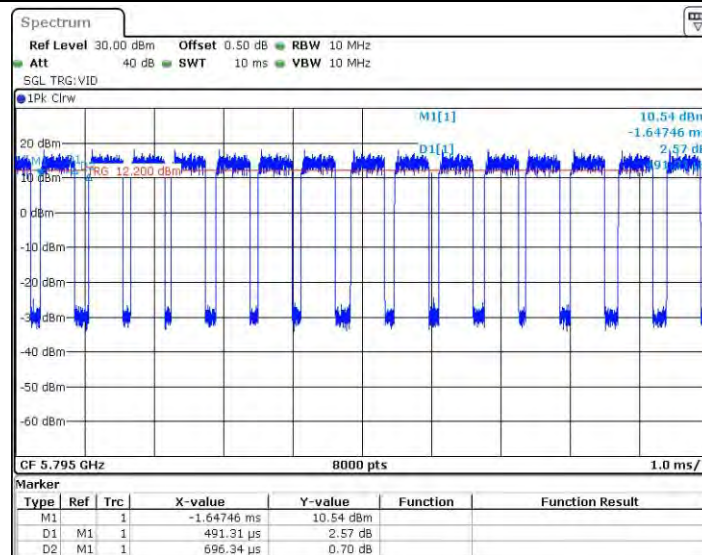 Spectrum
Ref Level 30.00 dBm Offset 0.50 dB RBW 10 MHz
Att 40 dB SWT 10 ms VBW 10 MHz
SGL TRG:VID
1Pk Clrw
M1[1] 10.54 dBm
-1.64746 ms
20 dBm
D1[1] 2.57 dB
TRG 12.200 dBm
10 dBm
0 dBm
-10 dBm
-20 dBm
-30 dBm
-40 dBm
-50 dBm
-60 dBm
CF 5.795 GHz 8000 pts 1.0 ms/
Marker
Type Ref Trc X-value Y-value Function Function Result
M1 1 -1.64746 ms 10.54 dBm
D1 M1 1 491.31 µs 2.57 dB
D2 M1 1 696.34 µs 0.70 dB